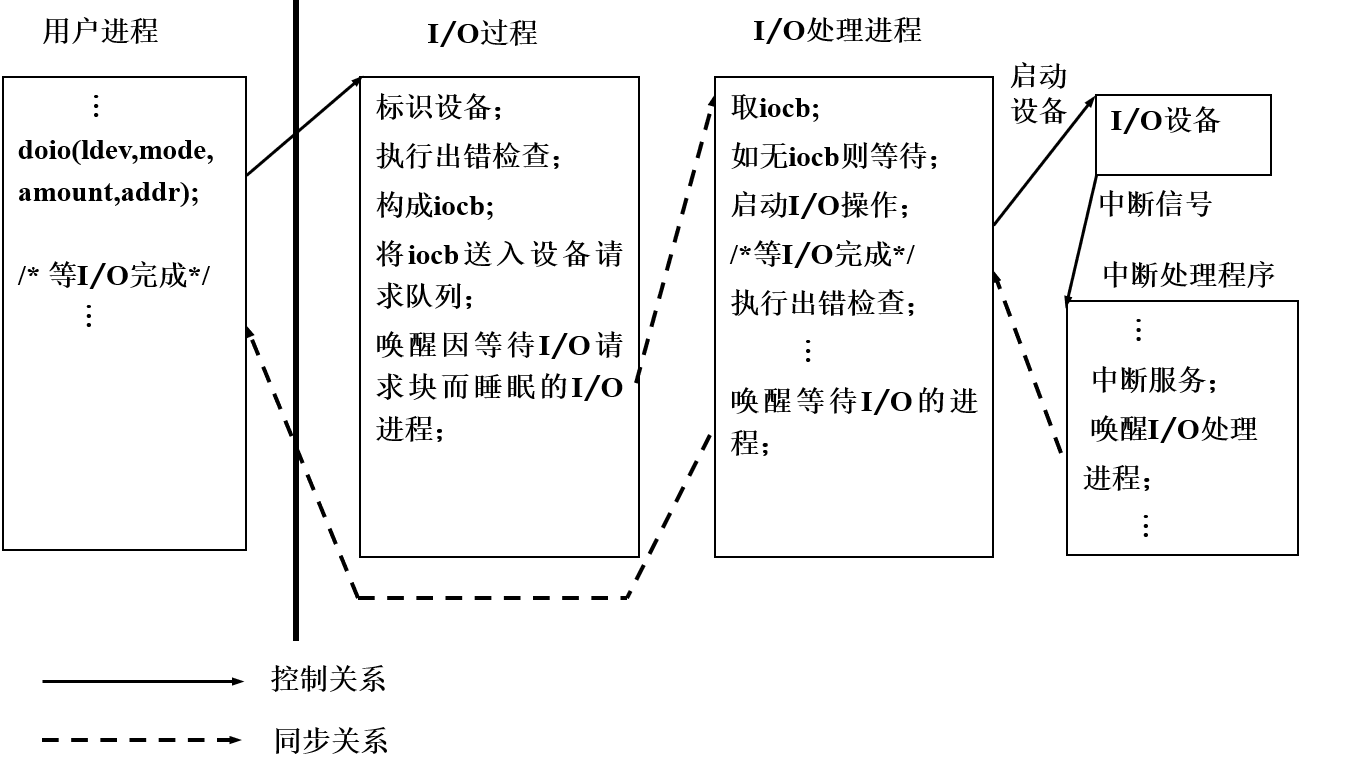 用户进程
⋮
doio(ldev,mode,
amount,addr);
/* 等I/O完成*/
⋮
I/O过程
标识设备;
执行出错检查;
构成iocb;
将iocb送入设备请
求队列;
唤醒因等待I/O请
求块而睡眠的I/O
进程;
I/O处理进程
取iocb;
如无iocb则等待;
启动I/O操作;
/*等I/O完成*/
执行出错检查;
⋮
唤醒等待I/O的进
程;
启动
设备
I/O设备
中断信号
中断处理程序
⋮
中断服务;
唤醒I/O处理
进程;
⋮
控制关系
同步关系